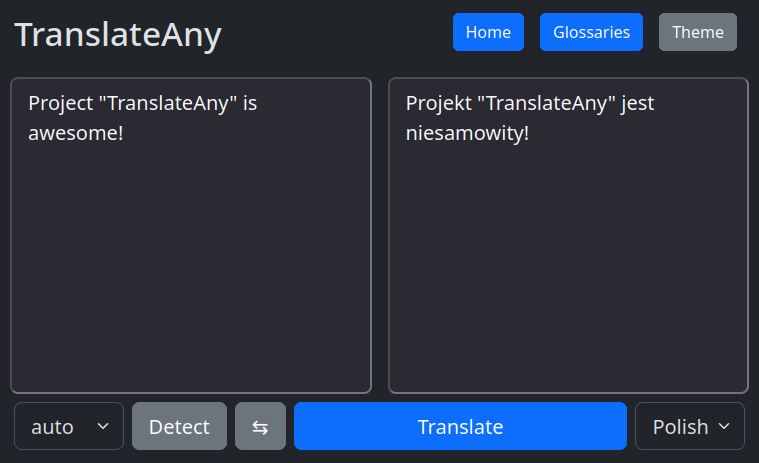 TranslateAny
Home
Glossaries
Theme
Project "TranslateAny" is
awesome!
Projekt "TranslateAny" jest
niesamowity!
auto
Detect
⇆
Translate
Polish